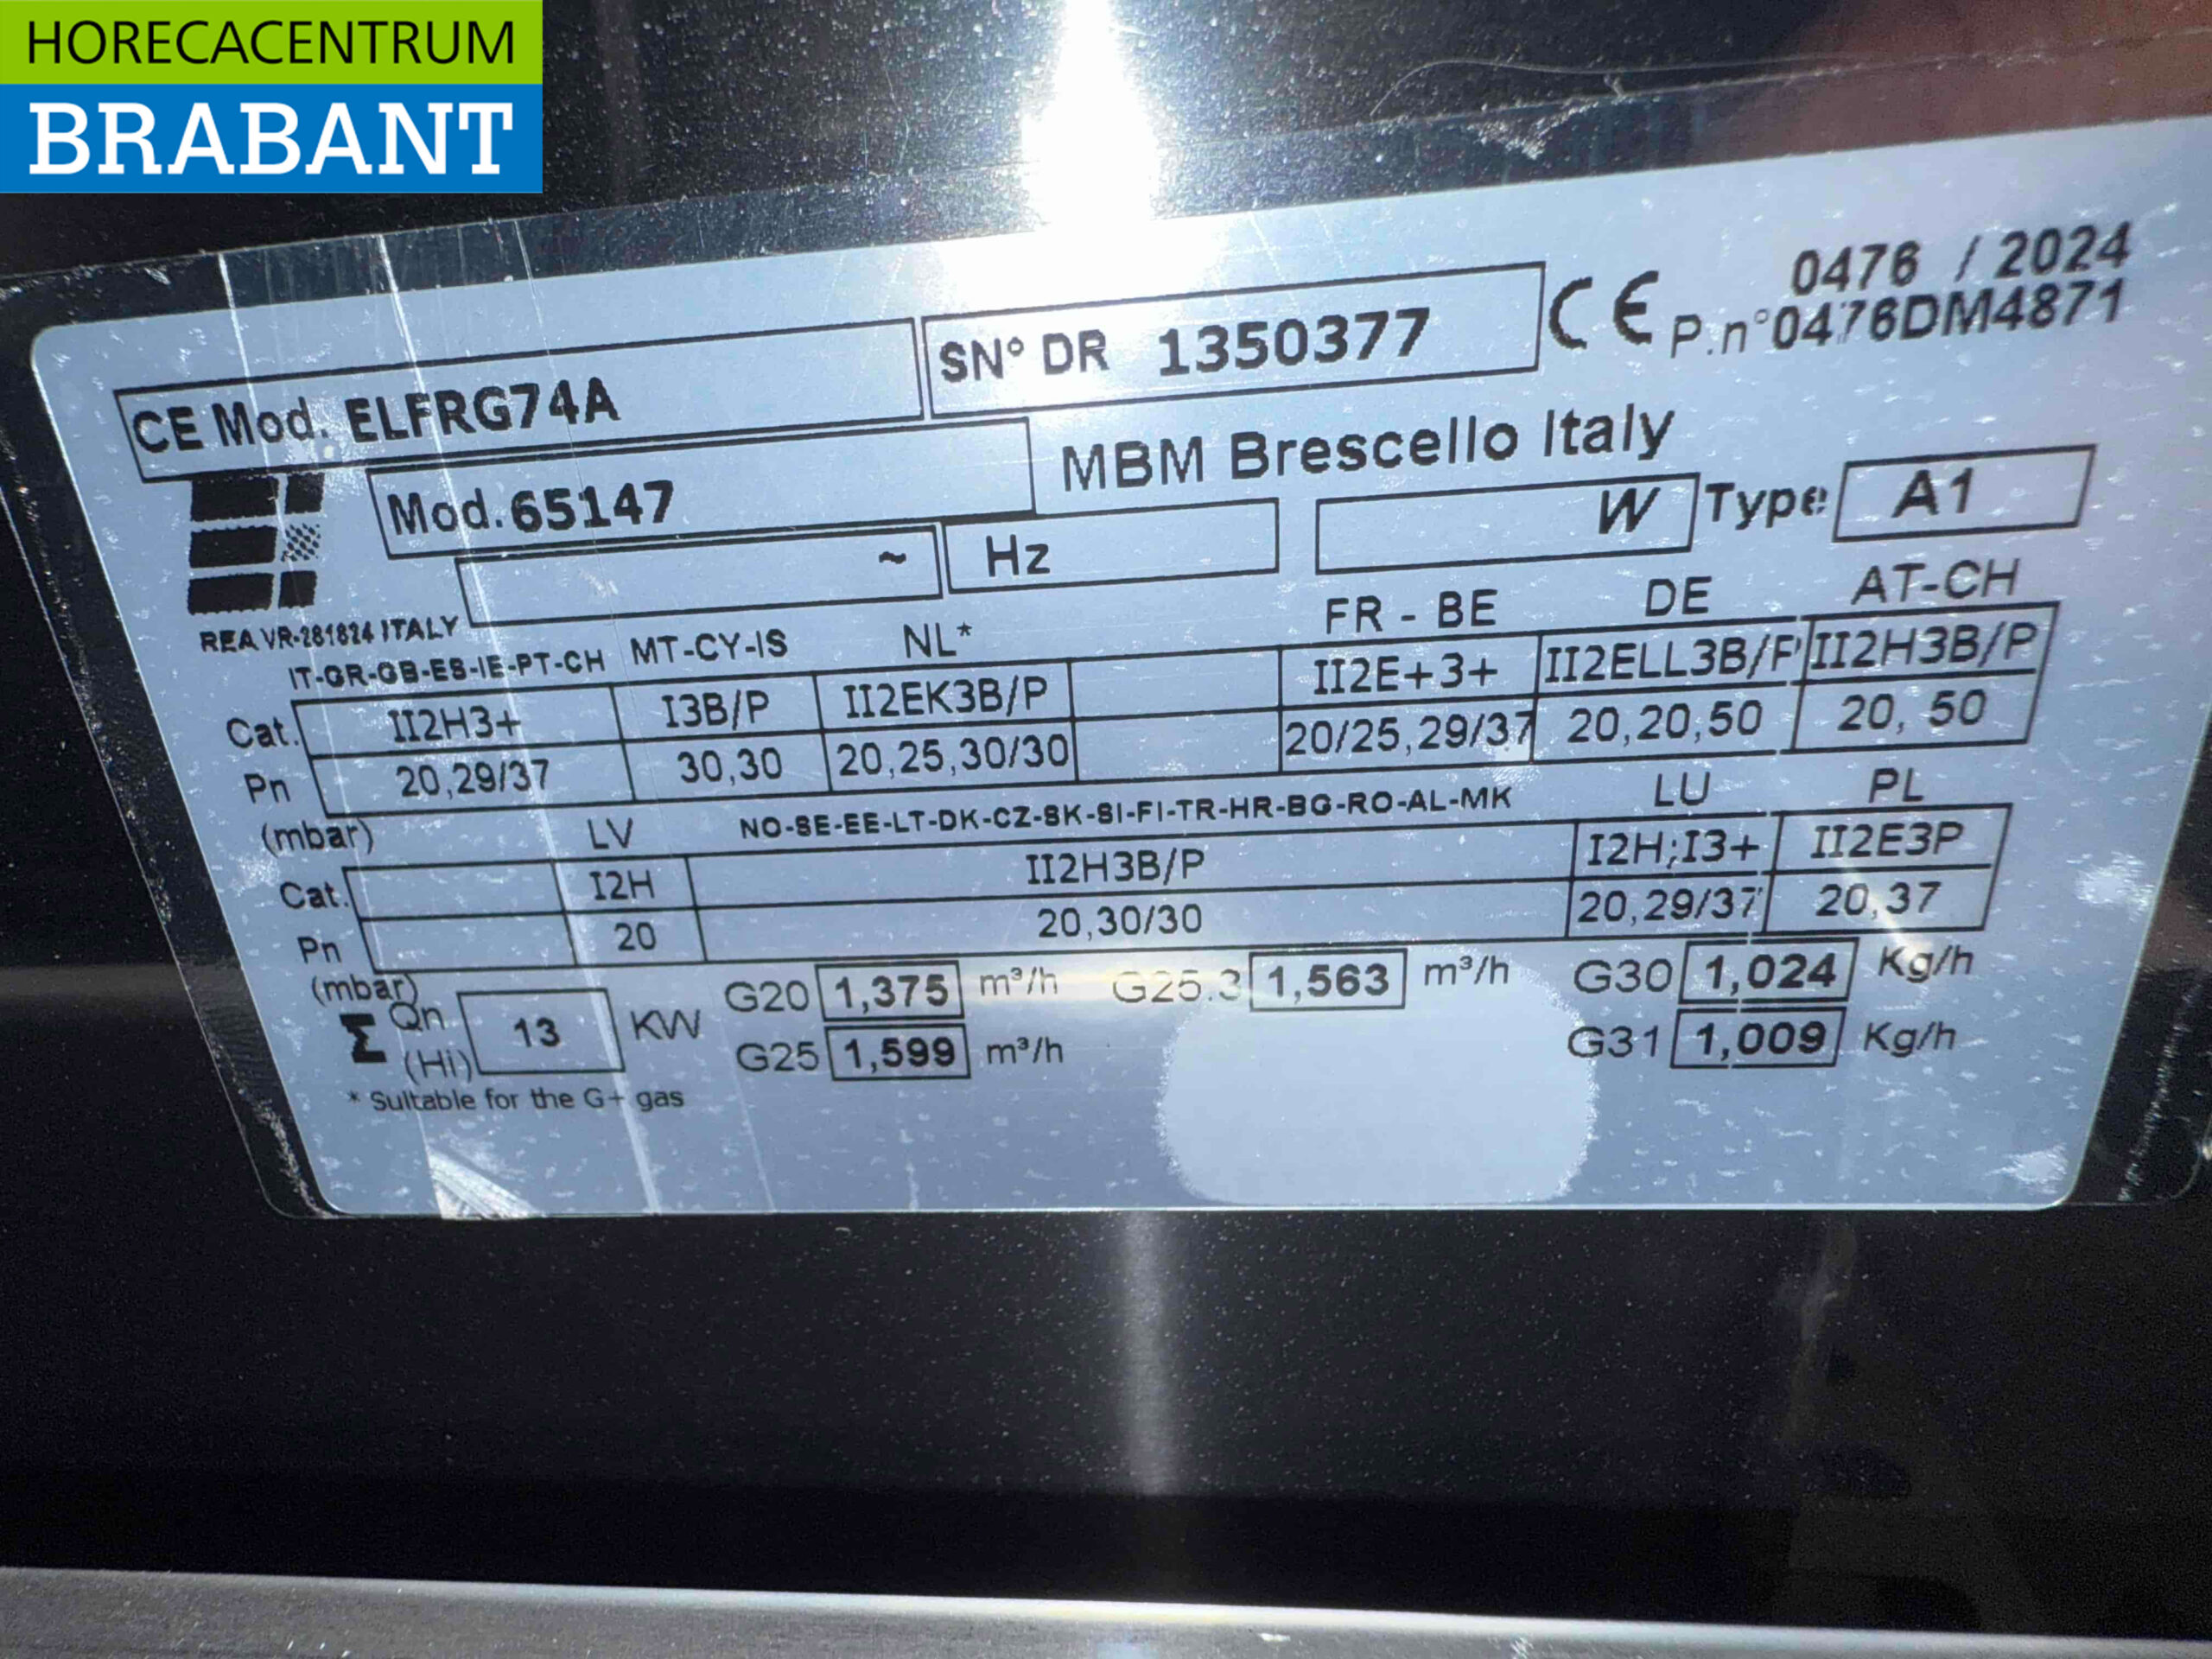 HORECACENTRUM
BRABANT
0476 / 2024
CE P.n°0476DM4871
CE Mod. ELFRG74A
SN° DR 1350377
Mod. 65147
MBM Brescello Italy
~ Hz W Type A1
REA VR-281824 ITALY
IT-GR-GB-ES-IE-PT-CH MT-CY-IS NL* FR - BE DE AT-CH
Cat. II2H3+ I3B/P II2EK3B/P II2E+3+ II2ELL3B/P II2H3B/P
Pn 20,29/37 30,30 20,25,30/30 20/25,29/37 20,20,50 20, 50
(mbar) LV NO-SE-EE-LT-DK-CZ-SK-SI-FI-TR-HR-BG-RO-AL-MK LU PL
Cat. I2H II2H3B/P I2H;I3+ II2E3P
Pn 20 20,30/30 20,29/37 20,37
(mbar)
Σ Qn (Hi) 13 KW
G20 1,375 m³/h G25.3 1,563 m³/h G30 1,024 Kg/h
G25 1,599 m³/h G31 1,009 Kg/h
* Suitable for the G+ gas